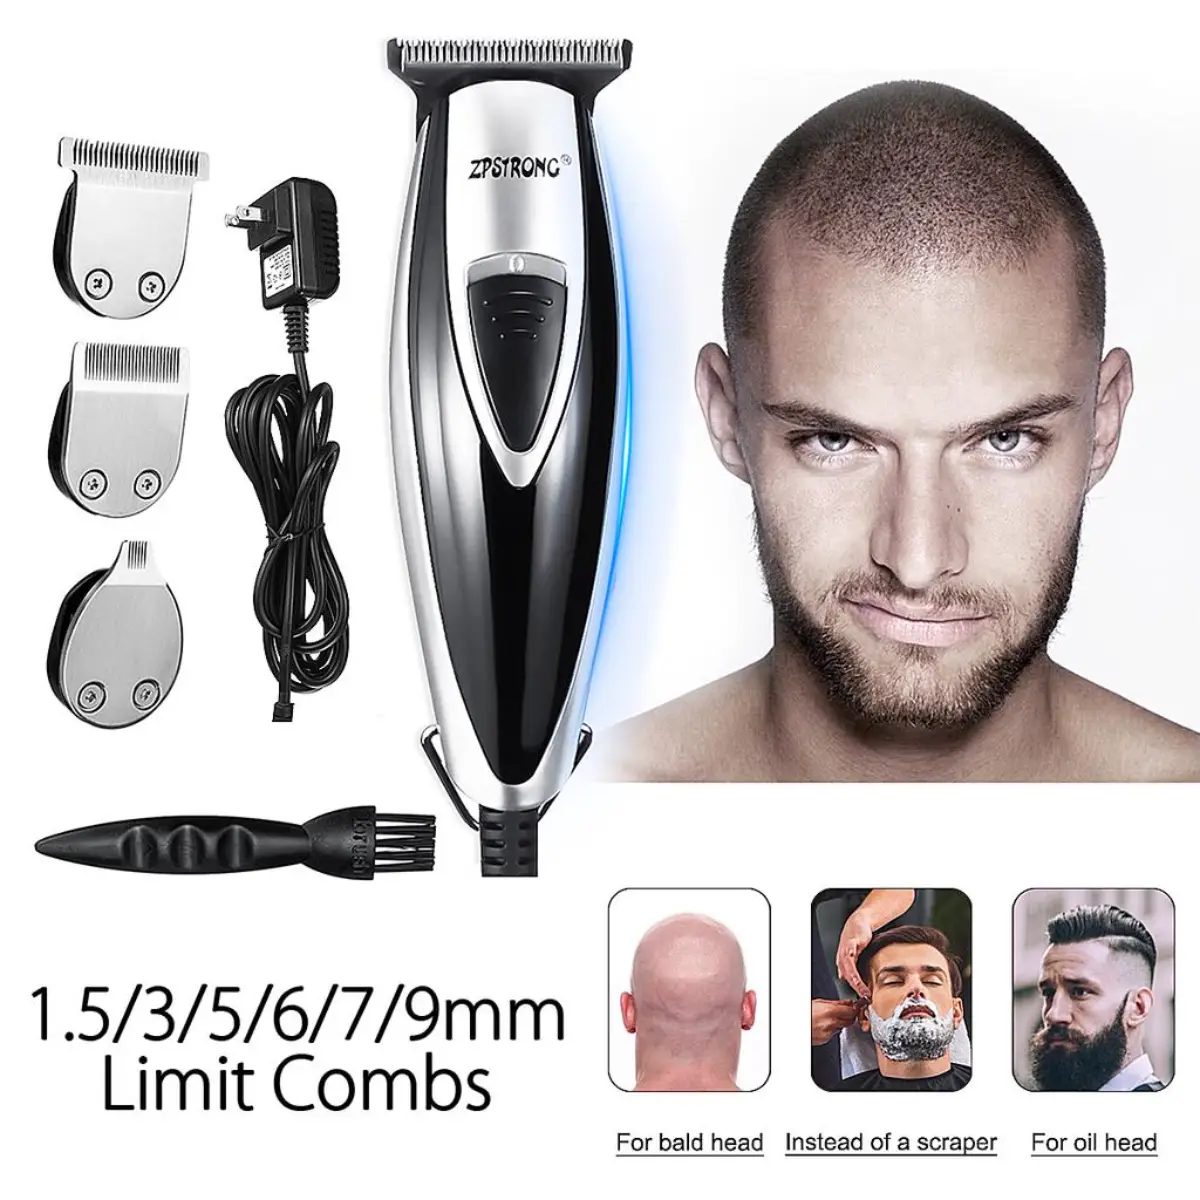 ZPSTRONG
1.5/3/5/6/7/9mm
Limit Combs
For bald head
Instead of a scraper
For oil head